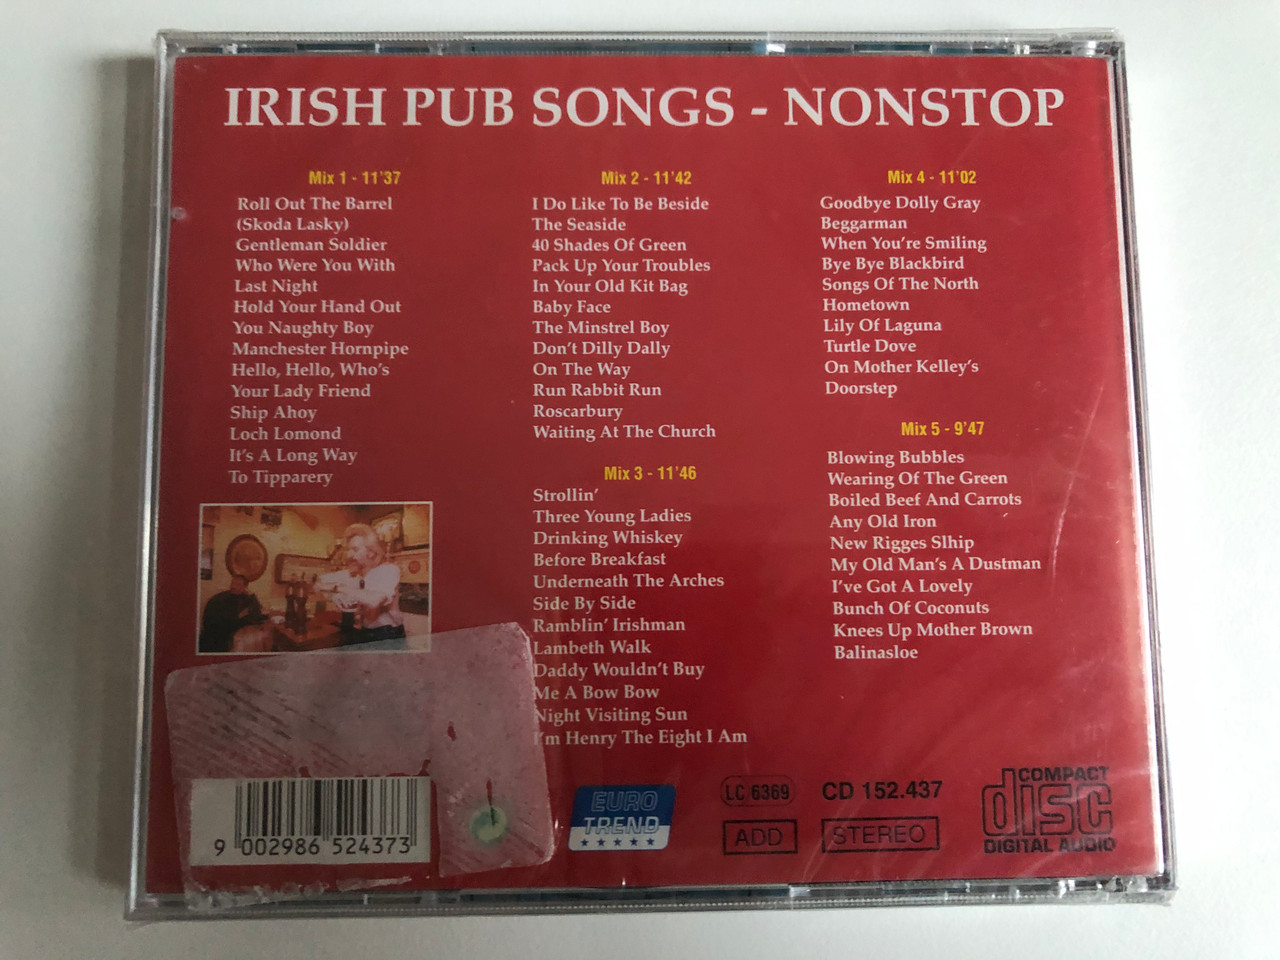 IRISH PUB SONGS - NONSTOP
Mix 1 - 11'37
Roll Out The Barrel
(Skoda Lasky)
Gentleman Soldier
Who Were You With
Last Night
Hold Your Hand Out
You Naughty Boy
Manchester Hornpipe
Hello, Hello, Who's
Your Lady Friend
Ship Ahoy
Loch Lomond
It's A Long Way
To Tipparery
Mix 2 - 11'42
I Do Like To Be Beside
The Seaside
40 Shades Of Green
Pack Up Your Troubles
In Your Old Kit Bag
Baby Face
The Minstrel Boy
Don't Dilly Dally
On The Way
Run Rabbit Run
Roscarbury
Waiting At The Church
Mix 3 - 11'46
Strollin'
Three Young Ladies
Drinking Whiskey
Before Breakfast
Underneath The Arches
Side By Side
Ramblin' Irishman
Lambeth Walk
Daddy Wouldn't Buy
Me A Bow Bow
Night Visiting Sun
I'm Henry The Eight I Am
Mix 4 - 11'02
Goodbye Dolly Gray
Beggarman
When You're Smiling
Bye Bye Blackbird
Songs Of The North
Hometown
Lily Of Laguna
Turtle Dove
On Mother Kelley's
Doorstep
Mix 5 - 9'47
Blowing Bubbles
Wearing Of The Green
Boiled Beef And Carrots
Any Old Iron
New Rigges Slhip
My Old Man's A Dustman
I've Got A Lovely
Bunch Of Coconuts
Knees Up Mother Brown
Balinasloe
9 002986 524373
EURO
TREND
LC 6369
ADD
CD 152.437
STEREO
COMPACT
disc
DIGITAL AUDIO